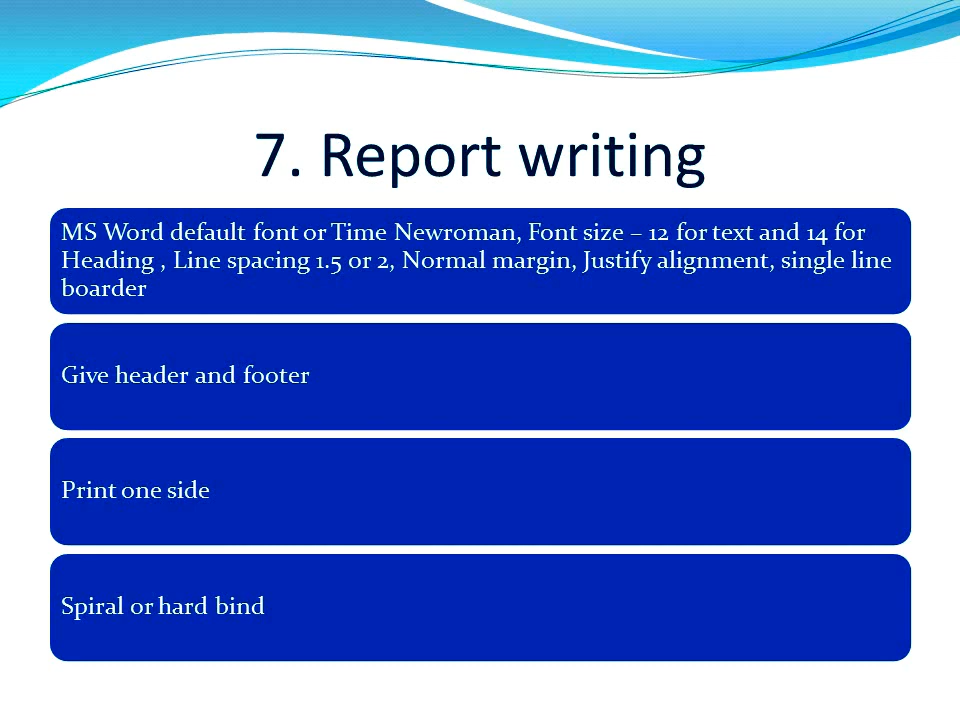 7. Report writing
MS Word default font or Time Newroman, Font size – 12 for text and 14 for
Heading , Line spacing 1.5 or 2, Normal margin, Justify alignment, single line
boarder
Give header and footer
Print one side
Spiral or hard bind